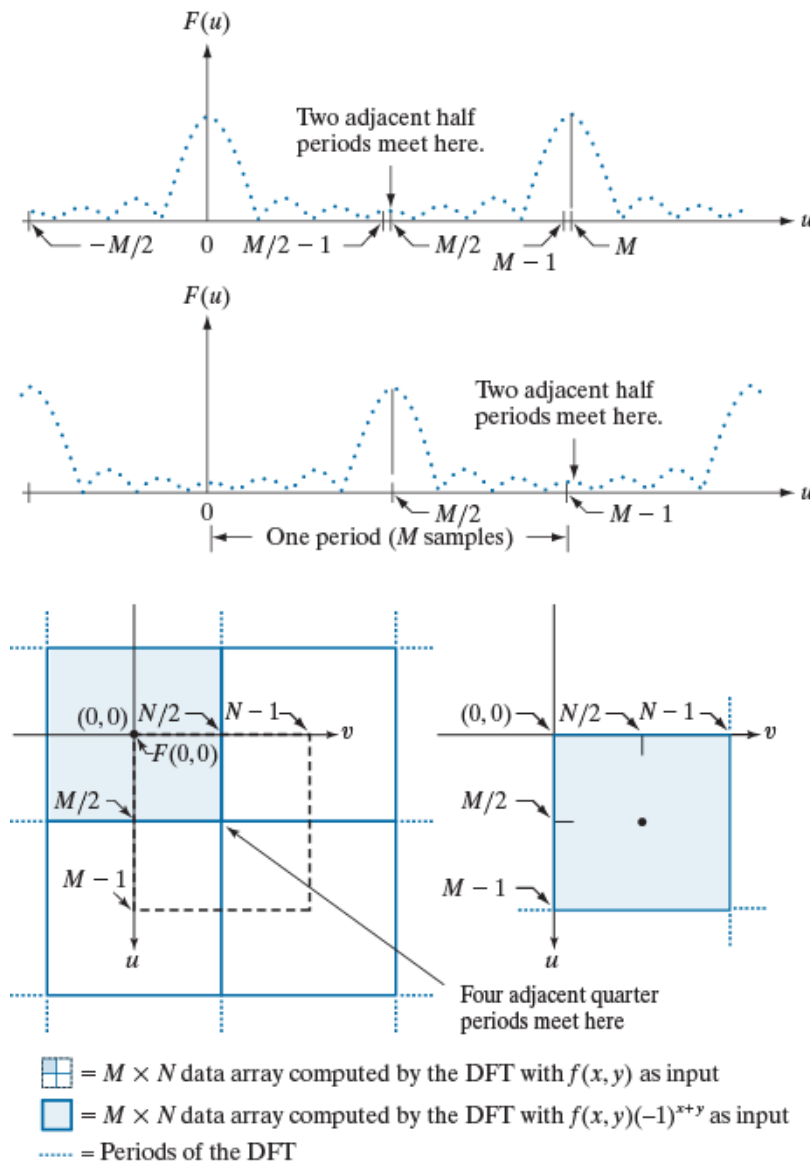 F(u)
Two adjacent half
periods meet here.
u
−M/2
0
M/2 − 1
M/2
M − 1
M
F(u)
Two adjacent half
periods meet here.
u
0
M/2
M − 1
One period (M samples)
(0, 0)
N/2
N − 1
v
F(0, 0)
M/2
M − 1
u
(0, 0)
N/2
N − 1
v
M/2
M − 1
u
Four adjacent quarter
periods meet here
= M × N data array computed by the DFT with f(x, y) as input
= M × N data array computed by the DFT with f(x, y)(−1)^{x+y} as input
= Periods of the DFT